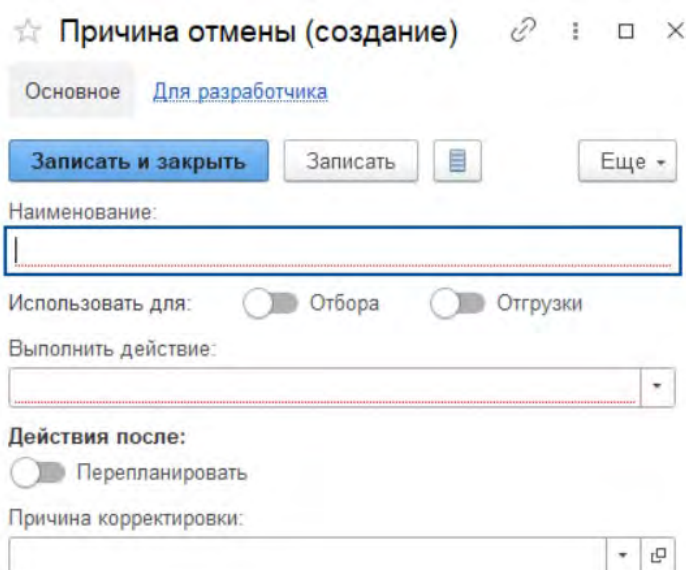 Причина отмены (создание)
Основное Для разработчика
Записать и закрыть Записать Еще
Наименование:
Использовать для: Отбора Отгрузки
Выполнить действие:
Действия после:
Перепланировать
Причина корректировки: